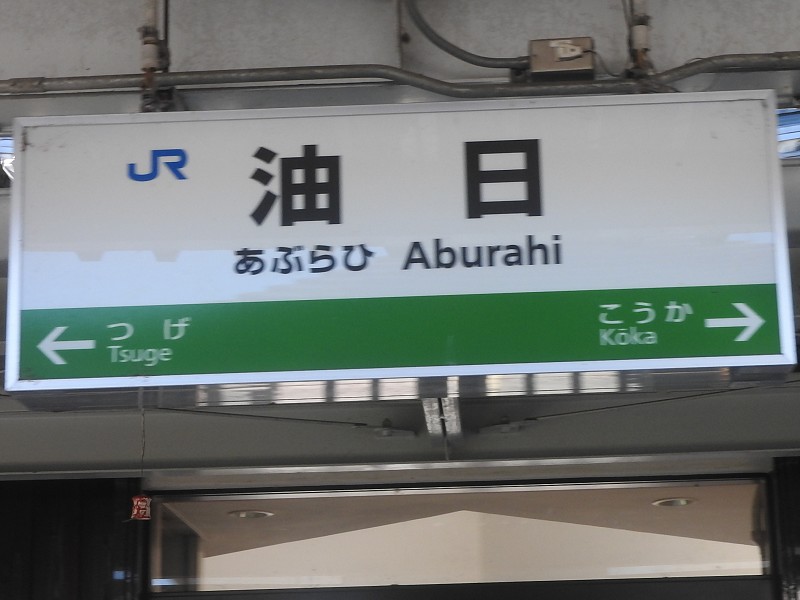 JR
油日
あぶらひ Aburahi
← つげ
Tsuge
こうか →
Kōka